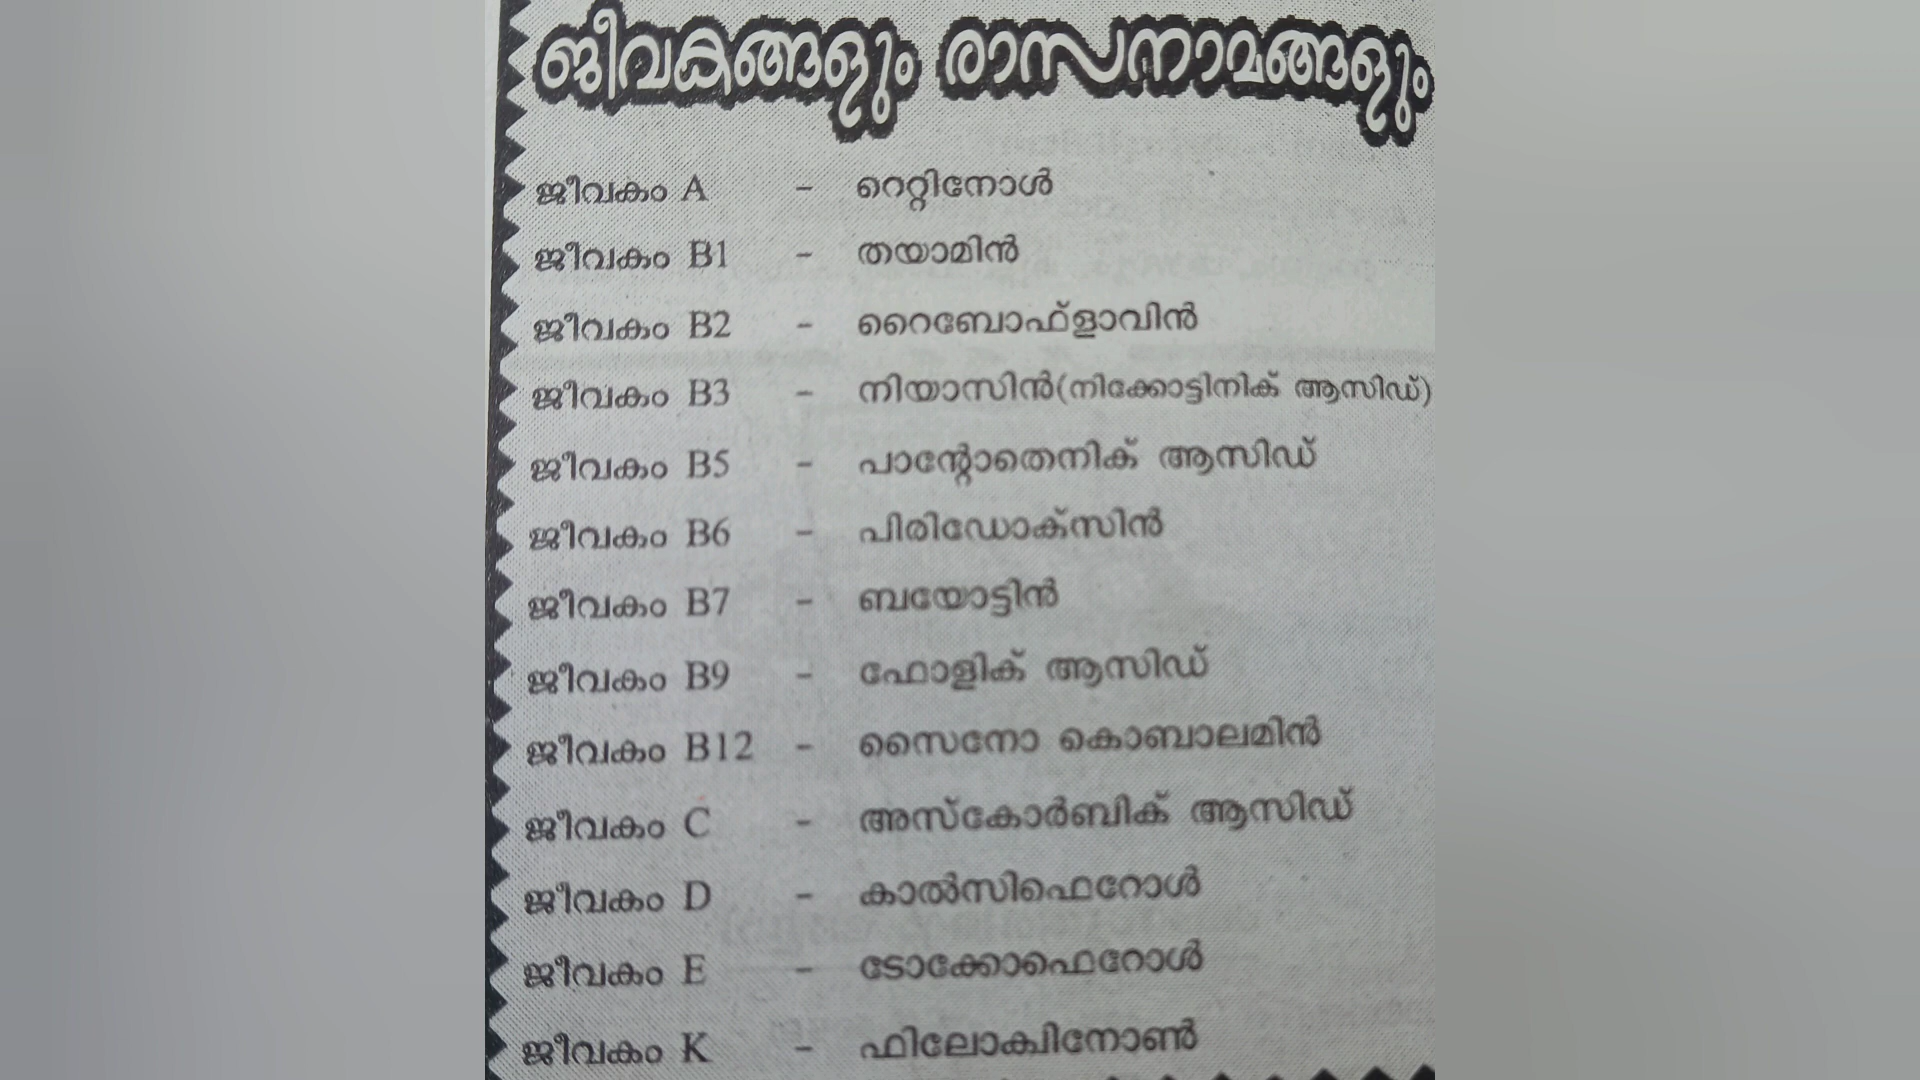 ജീവകങ്ങളും രാസനാമങ്ങളും
ജീവകം A - റെറ്റിനോൾ
ജീവകം B1 - തയാമിൻ
ജീവകം B2 - റൈബോഫ്ളാവിൻ
ജീവകം B3 - നിയാസിൻ(നിക്കോട്ടിനിക് ആസിഡ്)
ജീവകം B5 - പാന്റോതെനിക് ആസിഡ്
ജീവകം B6 - പിരിഡോക്സിൻ
ജീവകം B7 - ബയോട്ടിൻ
ജീവകം B9 - ഫോളിക് ആസിഡ്
ജീവകം B12 - സൈനോ കൊബാലമിൻ
ജീവകം C - അസ്കോർബിക് ആസിഡ്
ജീവകം D - കാൽസിഫെറോൾ
ജീവകം E - ടോക്കോഫെറോൾ
ജീവകം K - ഫിലോക്വിനോൺ